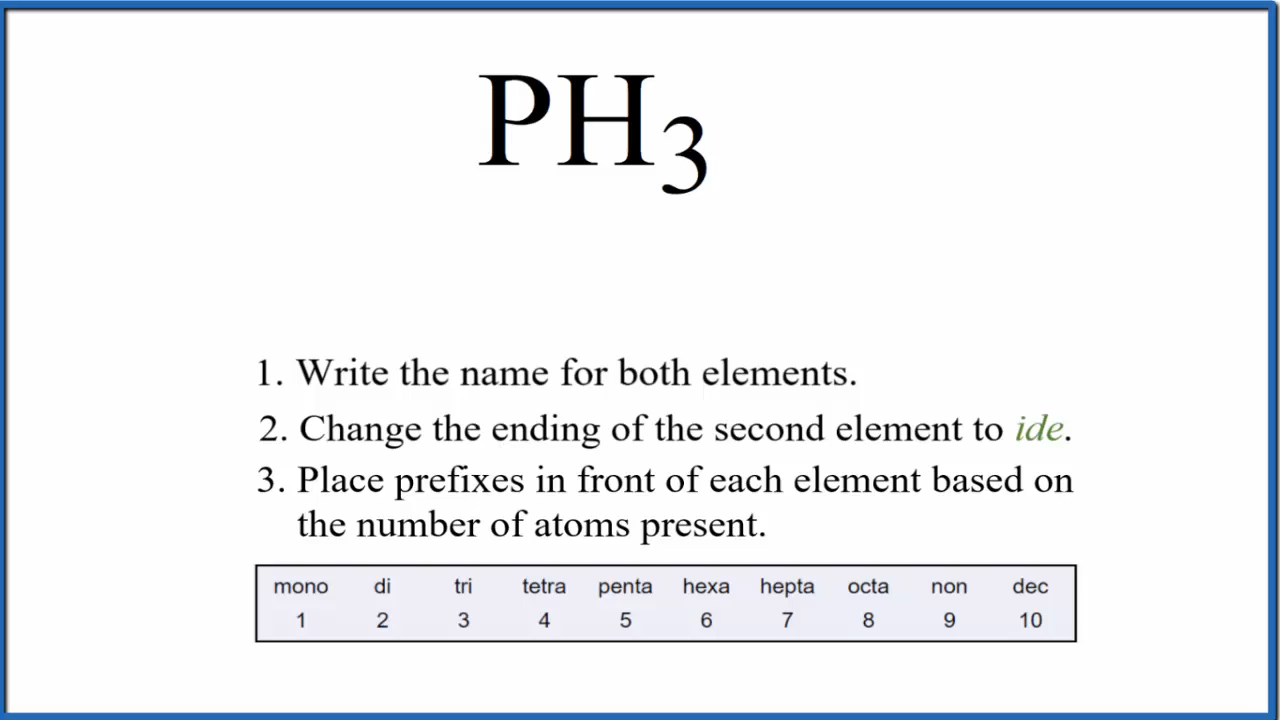 PH₃
1. Write the name for both elements.
2. Change the ending of the second element to ide.
3. Place prefixes in front of each element based on
the number of atoms present.
mono di tri tetra penta hexa hepta octa non dec
1 2 3 4 5 6 7 8 9 10